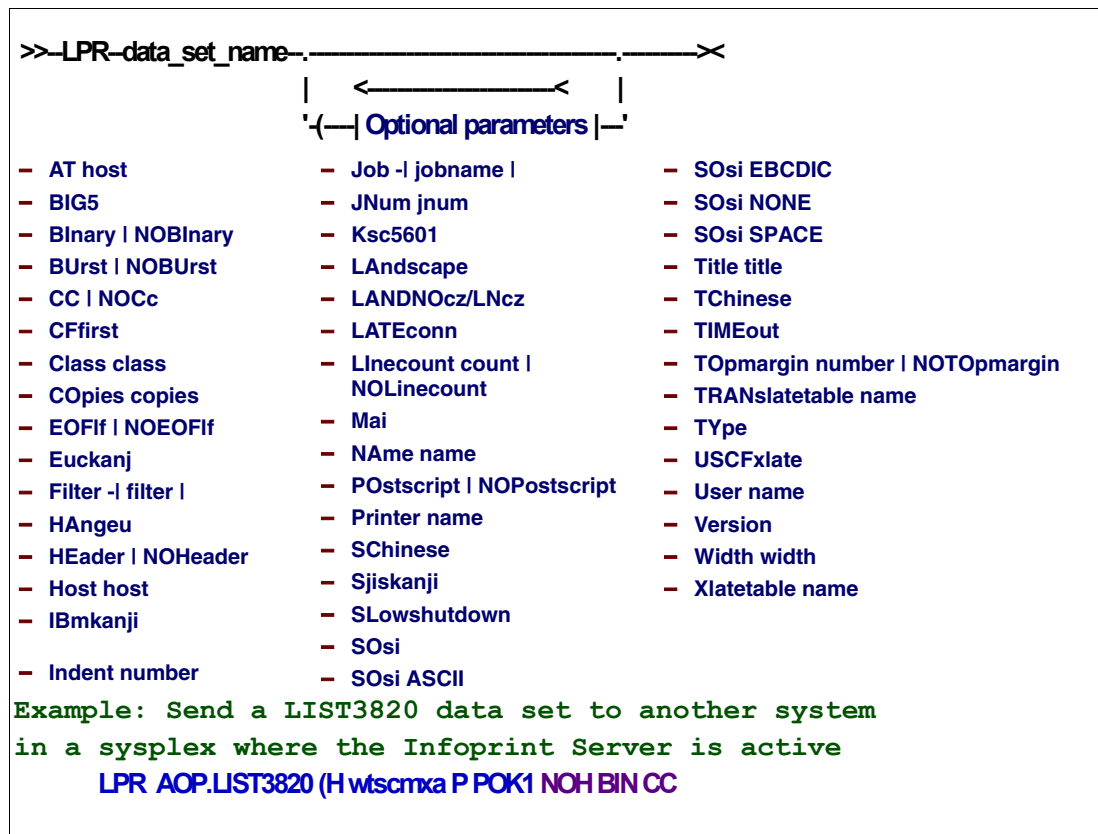 >>--LPR--data_set_name--.-----------------------------------------.----------><
| <-------------------------< |
'-(----| Optional parameters |---'
– AT host
– BIG5
– BInary | NOBInary
– BUrst | NOBUrst
– CC | NOCc
– CFfirst
– Class class
– COpies copies
– EOFlf | NOEOFlf
– Euckanj
– Filter -| filter |
– HAngeu
– HEader | NOHeader
– Host host
– IBmkanji
– Indent number
– Job -| jobname |
– JNum jnum
– Ksc5601
– LAndscape
– LANDNOcz/LNcz
– LATEconn
– LInecount count |
NOLinecount
– Mai
– NAme name
– POstscript | NOPostscript
– Printer name
– SChinese
– Sjiskanji
– SLowshutdown
– SOsi
– SOsi ASCII
– SOsi EBCDIC
– SOsi NONE
– SOsi SPACE
– Title title
– TChinese
– TIMEout
– TOpmargin number | NOTOpmargin
– TRANslatetable name
– TYpe
– USCFxlate
– User name
– Version
– Width width
– Xlatetable name
Example: Send a LIST3820 data set to another system
in a sysplex where the Infoprint Server is active
LPR AOP.LIST3820 (H wtscmxa P POK1 NOH BIN CC